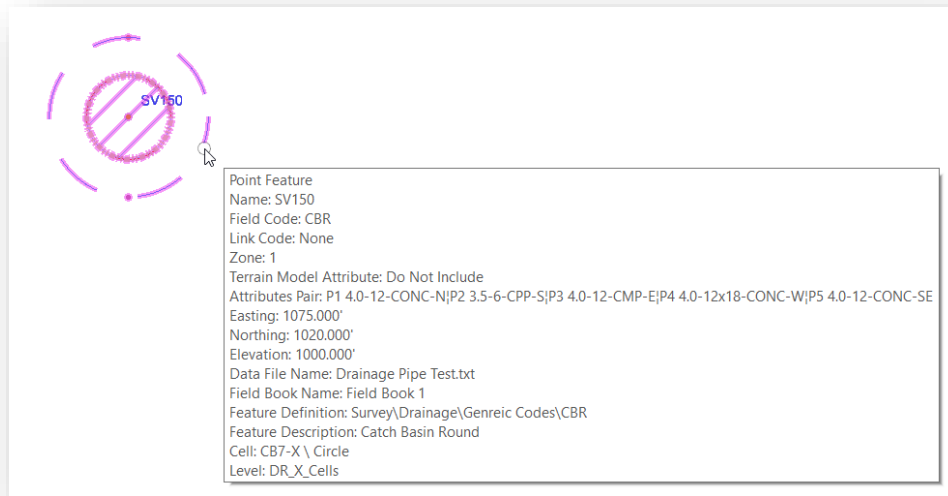 SV150
Point Feature
Name: SV150
Field Code: CBR
Link Code: None
Zone: 1
Terrain Model Attribute: Do Not Include
Attributes Pair: P1 4.0-12-CONC-N¦P2 3.5-6-CPP-S¦P3 4.0-12-CMP-E¦P4 4.0-12x18-CONC-W¦P5 4.0-12-CONC-SE
Easting: 1075.000'
Northing: 1020.000'
Elevation: 1000.000'
Data File Name: Drainage Pipe Test.txt
Field Book Name: Field Book 1
Feature Definition: Survey\Drainage\Genreic Codes\CBR
Feature Description: Catch Basin Round
Cell: CB7-X \ Circle
Level: DR_X_Cells